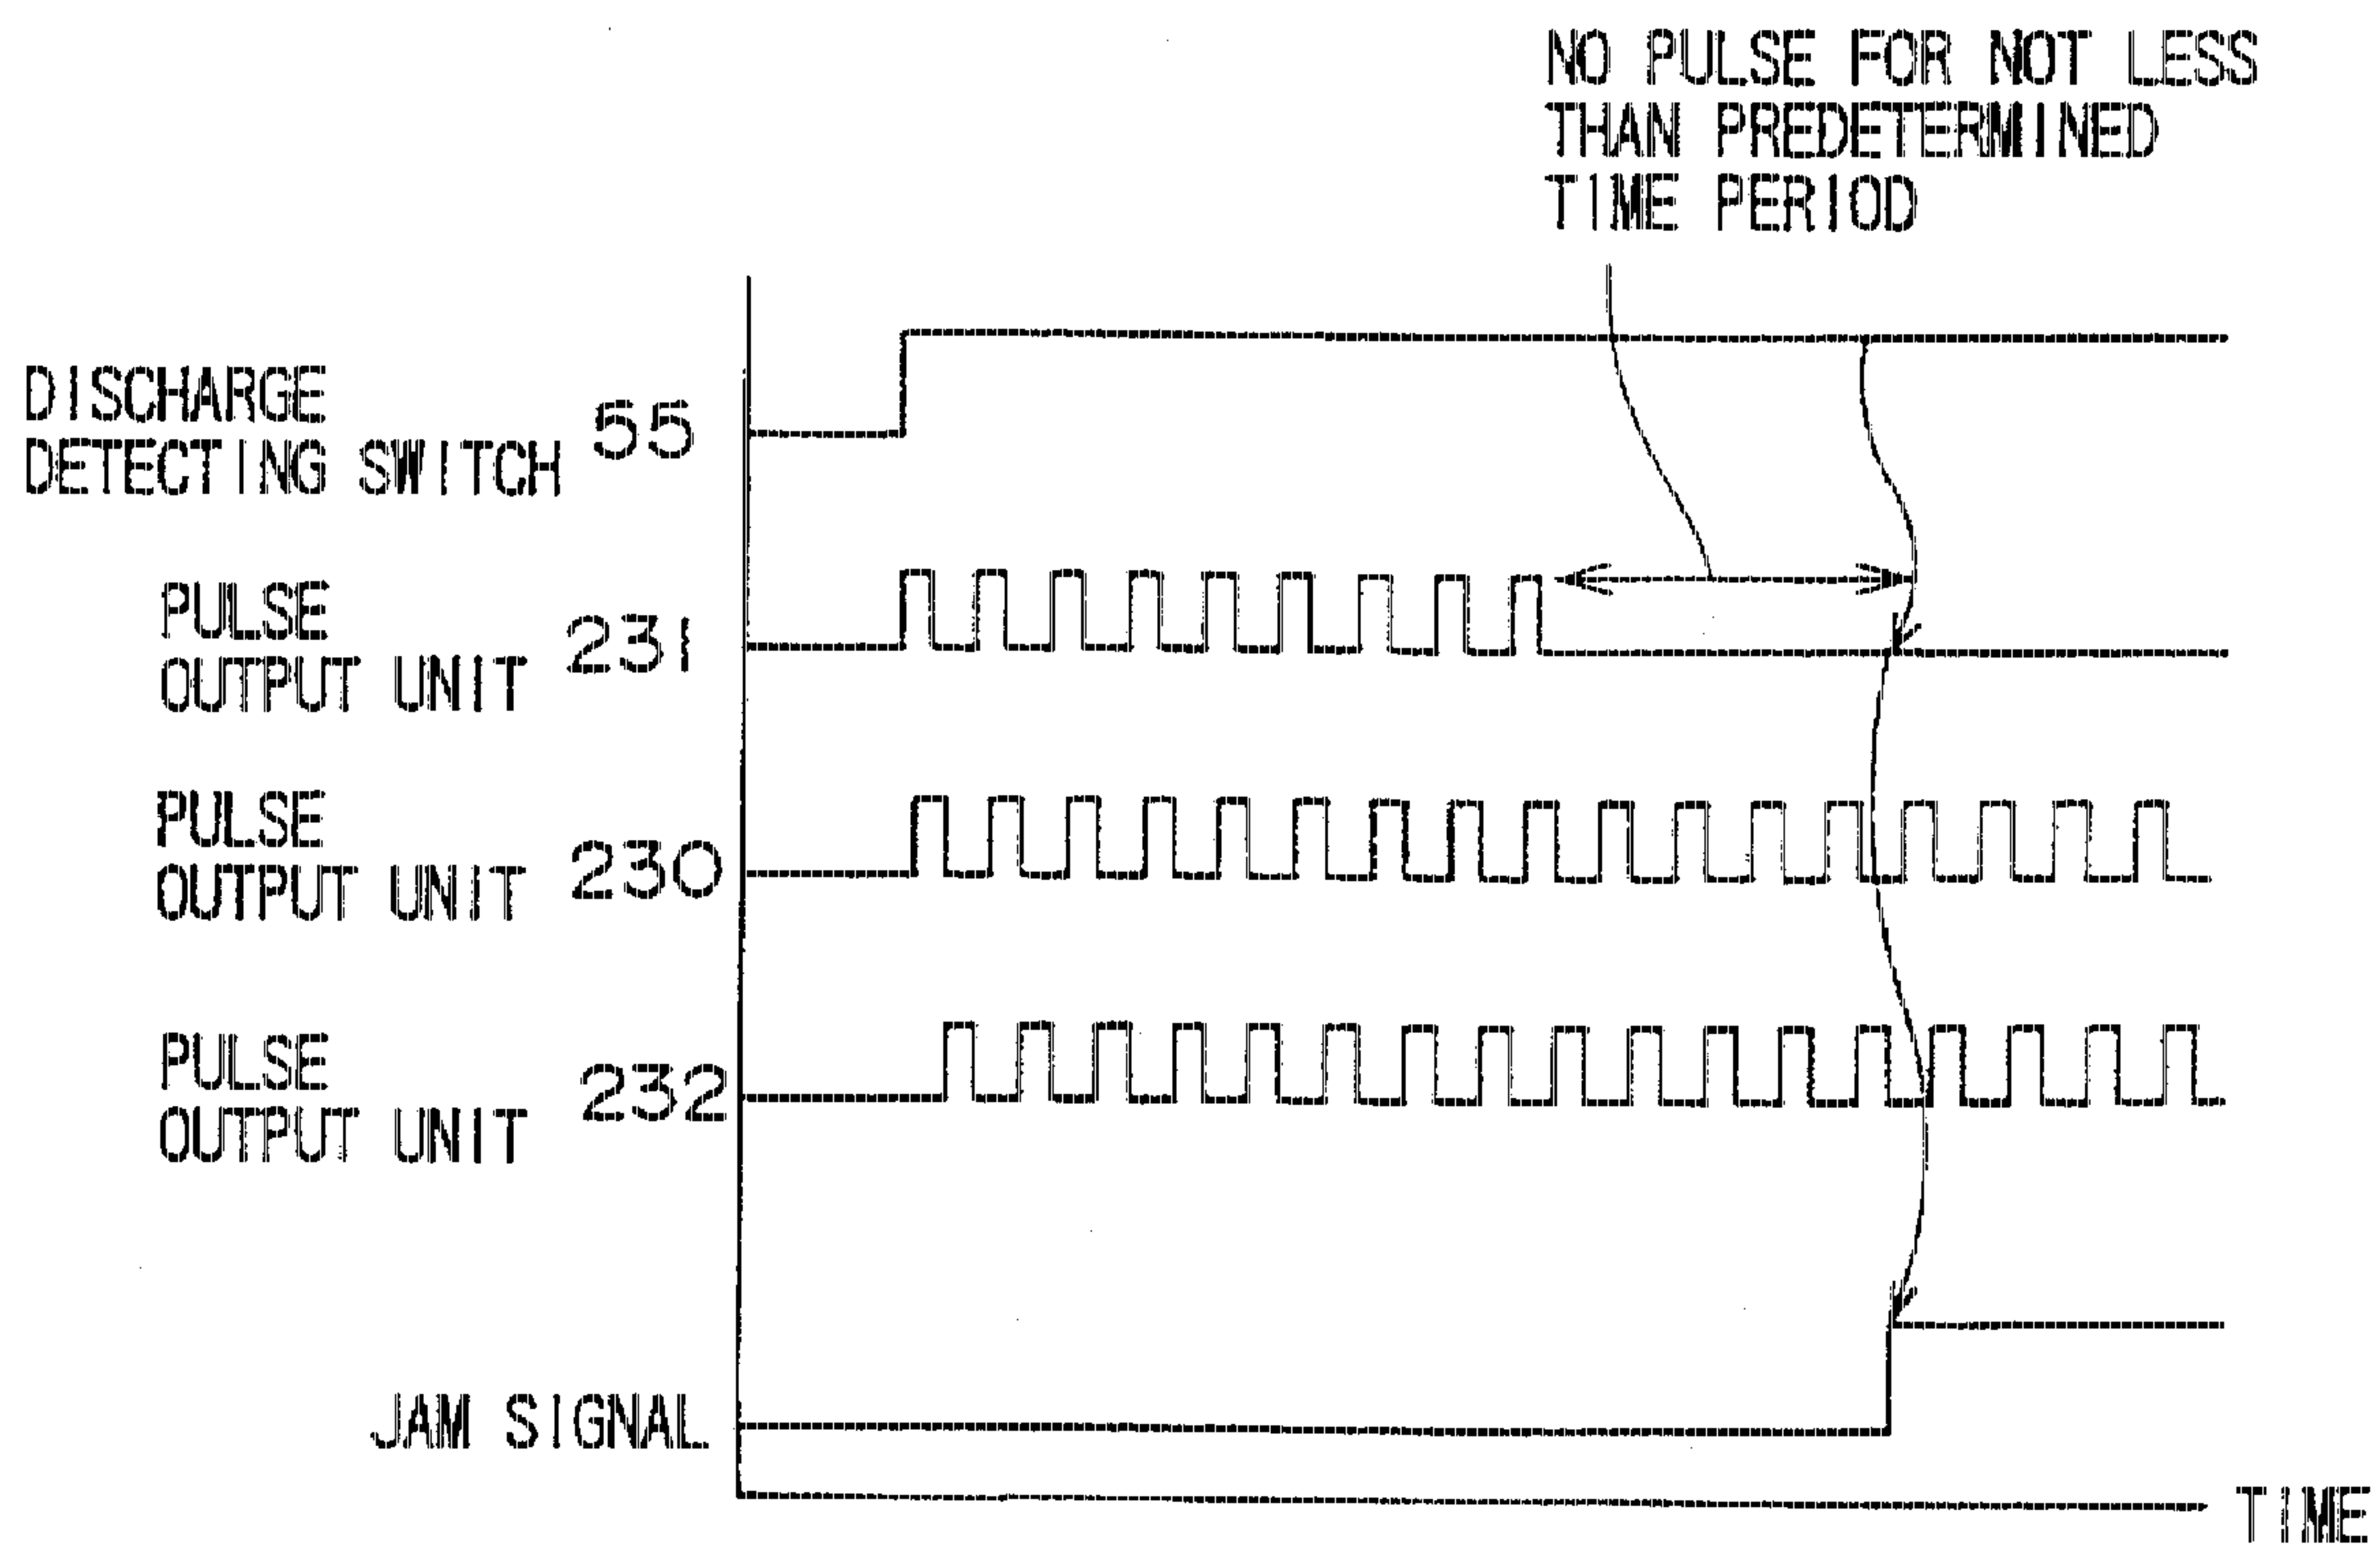 NO PULSE FOR NOT LESS
THAN PREDETERMINED
TIME PERIOD
DISCHARGE
DETECTING SWITCH 55
PULSE
OUTPUT UNIT 231
PULSE
OUTPUT UNIT 230
PULSE
OUTPUT UNIT 232
JAM SIGNAL
TIME